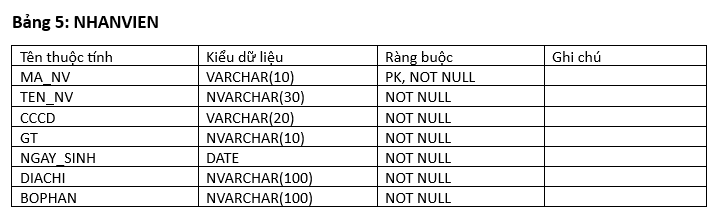 Bảng 5: NHANVIEN
Tên thuộc tính Kiểu dữ liệu Ràng buộc Ghi chú
MA_NV VARCHAR(10) PK, NOT NULL
TEN_NV NVARCHAR(30) NOT NULL
CCCD VARCHAR(20) NOT NULL
GT NVARCHAR(10) NOT NULL
NGAY_SINH DATE NOT NULL
DIACHI NVARCHAR(100) NOT NULL
BOPHAN NVARCHAR(100) NOT NULL